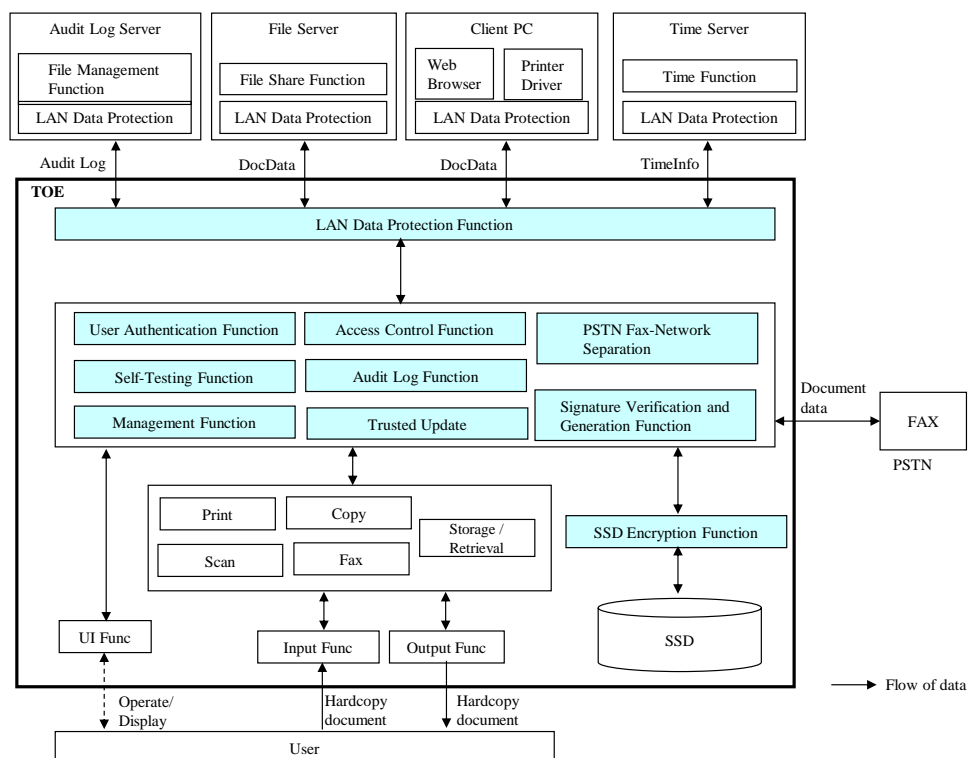 Audit Log Server
File Management
Function
LAN Data Protection
File Server
File Share Function
LAN Data Protection
Client PC
Web
Browser
Printer
Driver
LAN Data Protection
Time Server
Time Function
LAN Data Protection
Audit Log
DocData
DocData
TimeInfo
TOE
LAN Data Protection Function
User Authentication Function
Access Control Function
PSTN Fax-Network
Separation
Self-Testing Function
Audit Log Function
Management Function
Trusted Update
Signature Verification and
Generation Function
Document
data
FAX
PSTN
Print
Copy
Storage /
Retrieval
Scan
Fax
SSD Encryption Function
SSD
UI Func
Input Func
Output Func
Flow of data
Operate/
Display
Hardcopy
document
Hardcopy
document
User